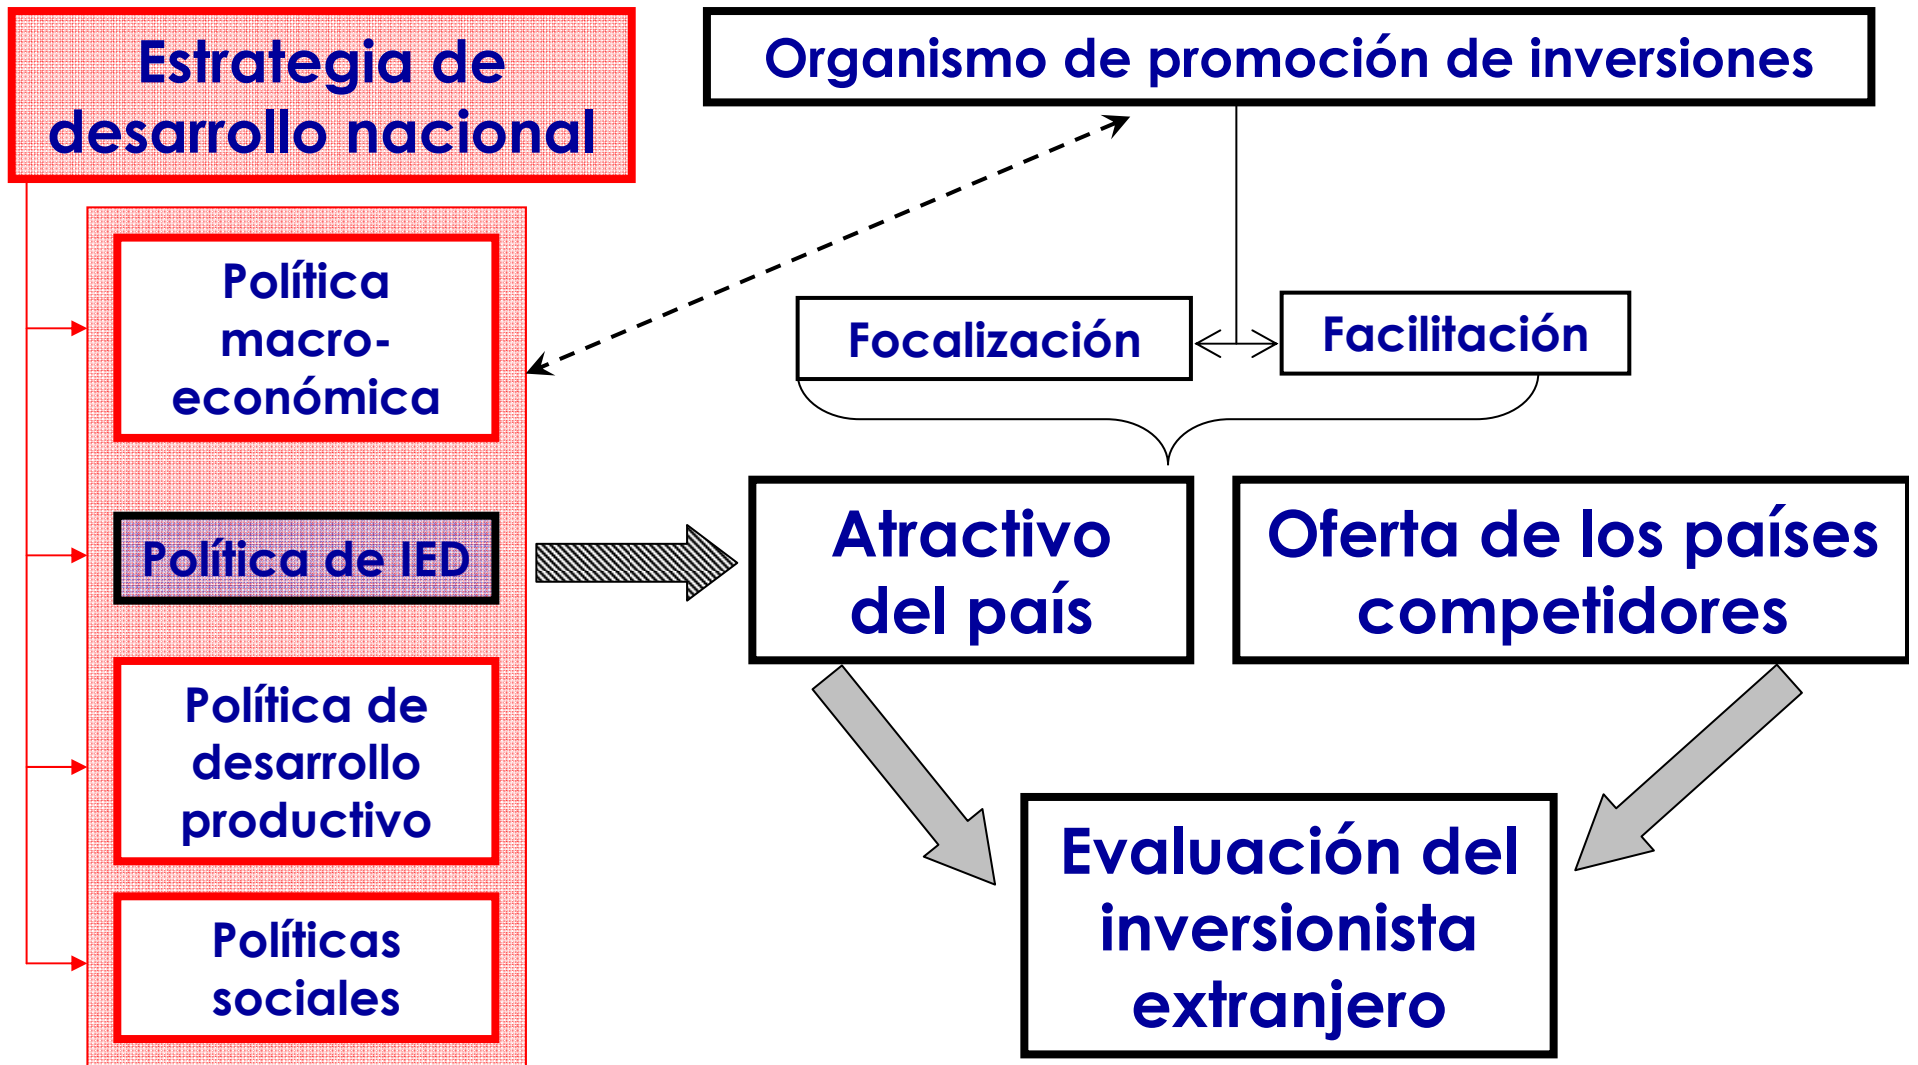 Estrategia de
desarrollo nacional
Organismo de promoción de inversiones
Política
macro-
económica
Focalización
Facilitación
Política de IED
Atractivo
del país
Oferta de los países
competidores
Política de
desarrollo
productivo
Evaluación del
inversionista
extranjero
Políticas
sociales